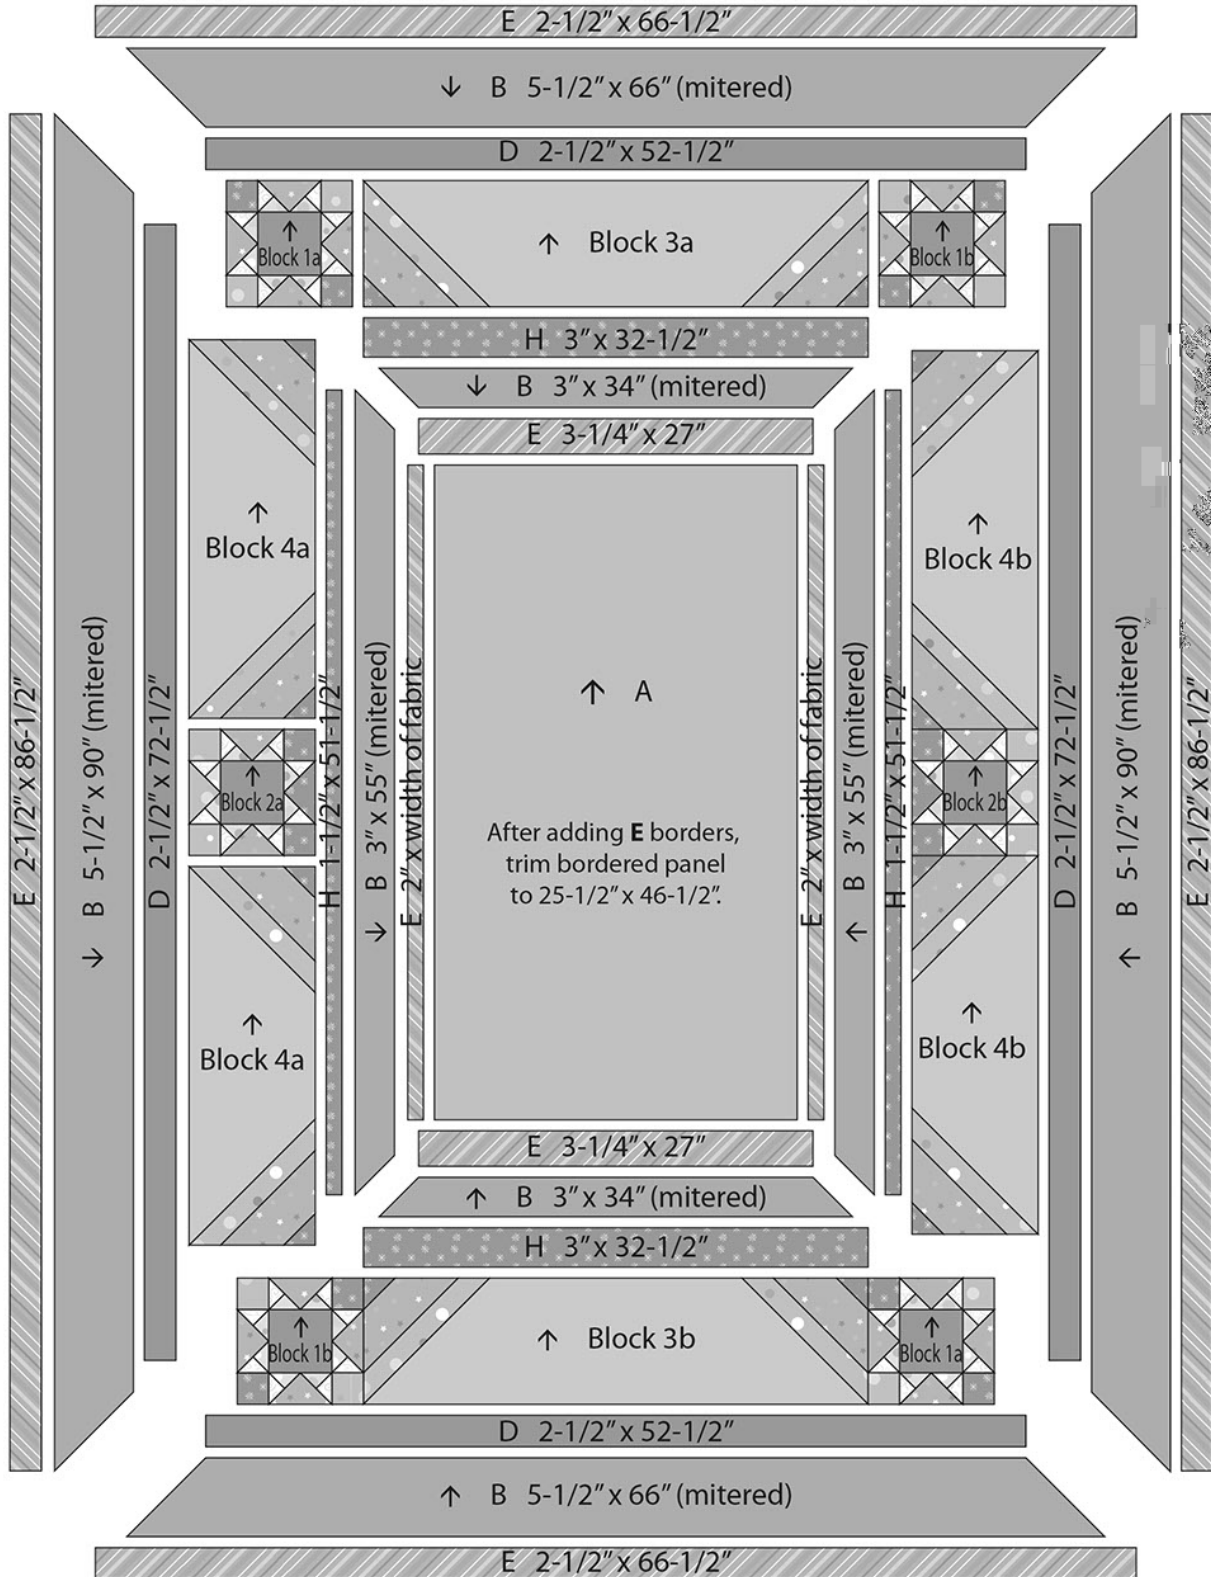 E 2-1/2" x 66-1/2"
↓ B 5-1/2" x 66" (mitered)
D 2-1/2" x 52-1/2"
↑ Block 1a
↑ Block 3a
↑ Block 1b
H 3" x 32-1/2"
↓ B 3" x 34" (mitered)
E 3-1/4" x 27"
↑ Block 4a
↑ Block 4b
E 2-1/2" x 86-1/2"
↓ B 5-1/2" x 90" (mitered)
D 2-1/2" x 72-1/2"
H 1-1/2" x 51-1/2"
↓ B 3" x 55" (mitered)
E 2" x width of fabric
↑ A
E 2" x width of fabric
↑ B 3" x 55" (mitered)
H 1-1/2" x 51-1/2"
D 2-1/2" x 72-1/2"
↑ B 5-1/2" x 90" (mitered)
E 2-1/2" x 86-1/2"
↑ Block 2a
↑ Block 2b
After adding E borders,
trim bordered panel
to 25-1/2" x 46-1/2".
↑ Block 4a
↑ Block 4b
E 3-1/4" x 27"
↑ B 3" x 34" (mitered)
H 3" x 32-1/2"
↑ Block 1b
↑ Block 3b
↑ Block 1a
D 2-1/2" x 52-1/2"
↑ B 5-1/2" x 66" (mitered)
E 2-1/2" x 66-1/2"